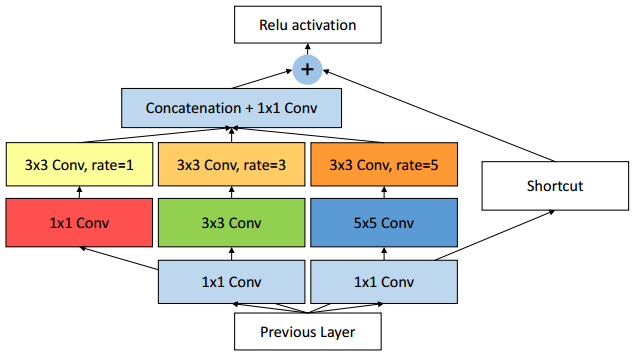 Relu activation
+
Concatenation + 1x1 Conv
3x3 Conv, rate=1
3x3 Conv, rate=3
3x3 Conv, rate=5
Shortcut
1x1 Conv
3x3 Conv
5x5 Conv
1x1 Conv
1x1 Conv
Previous Layer